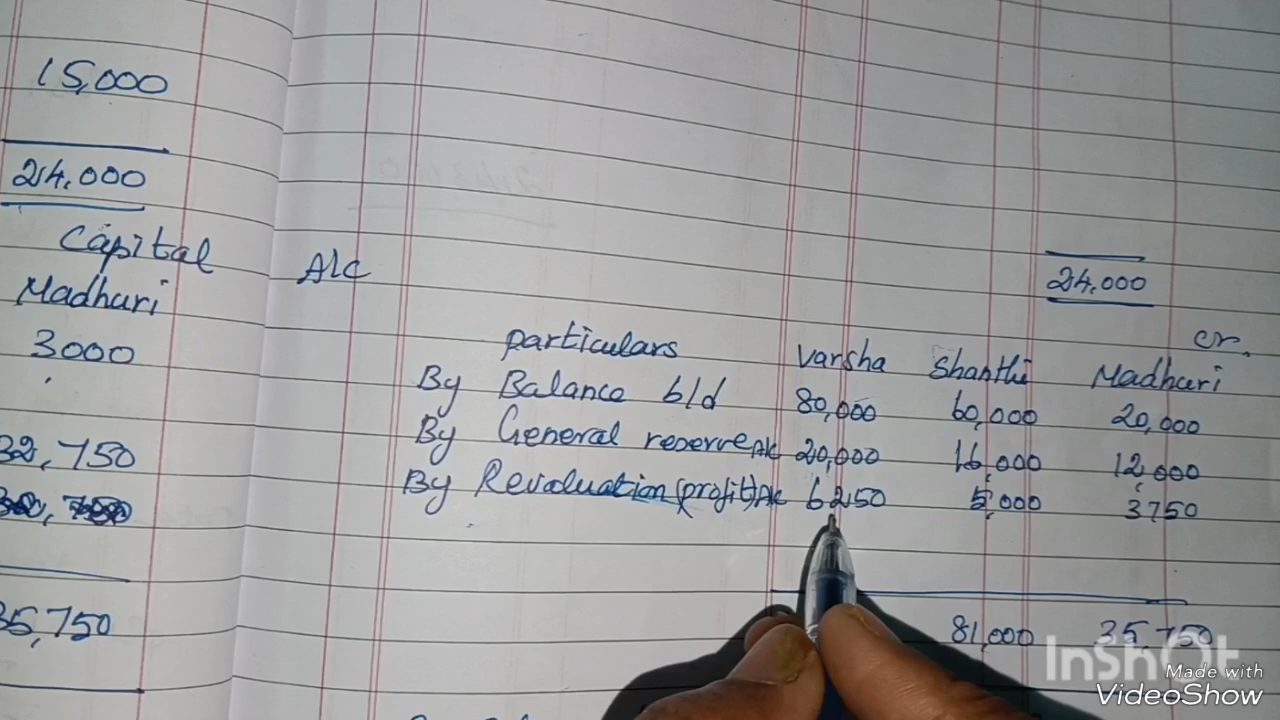 15,000
24,000
24,000
Capital A/c
Madhuri
cr.
3000
particulars varsha Shanthi Madhuri
By Balance b/d 80,000 60,000 20,000
By General reserve A/c 20,000 16,000 12,000
32,750
By Revaluation (profit) A/c 6250 5,000 3750
35,750
81,000 35,750
InShOt
Made with
VideoShow